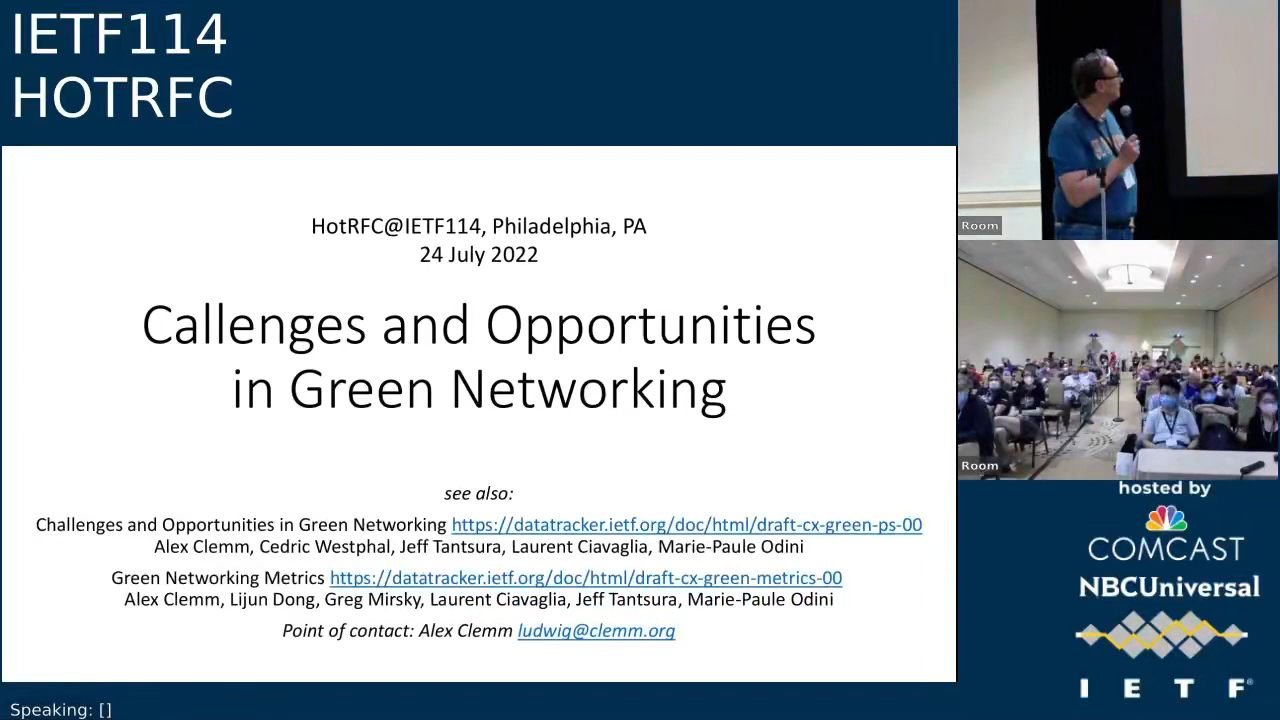 IETF114
HOTRFC
HotRFC@IETF114, Philadelphia, PA
24 July 2022
Callenges and Opportunities
in Green Networking
see also:
Challenges and Opportunities in Green Networking https://datatracker.ietf.org/doc/html/draft-cx-green-ps-00
Alex Clemm, Cedric Westphal, Jeff Tantsura, Laurent Ciavaglia, Marie-Paule Odini
Green Networking Metrics https://datatracker.ietf.org/doc/html/draft-cx-green-metrics-00
Alex Clemm, Lijun Dong, Greg Mirsky, Laurent Ciavaglia, Jeff Tantsura, Marie-Paule Odini
Point of contact: Alex Clemm ludwig@clemm.org
Room
Room
hosted by
COMCAST
NBCUniversal
I E T F®
Speaking: []